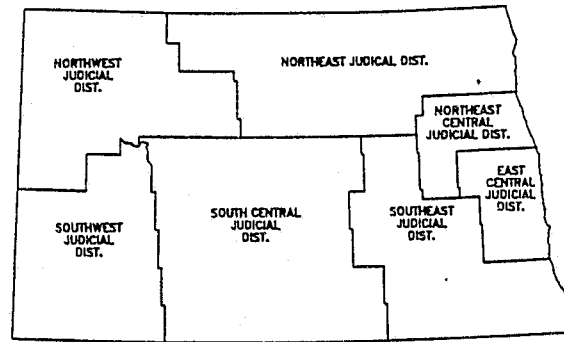 NORTHWEST
JUDICIAL
DIST.
NORTHEAST JUDICAL DIST.
NORTHEAST
CENTRAL
JUDICAL DIST.
SOUTHWEST
JUDICIAL
DIST.
SOUTH CENTRAL
JUDICIAL
DIST.
SOUTHEAST
JUDICIAL
DIST.
EAST
CENTRAL
JUDICIAL
DIST.